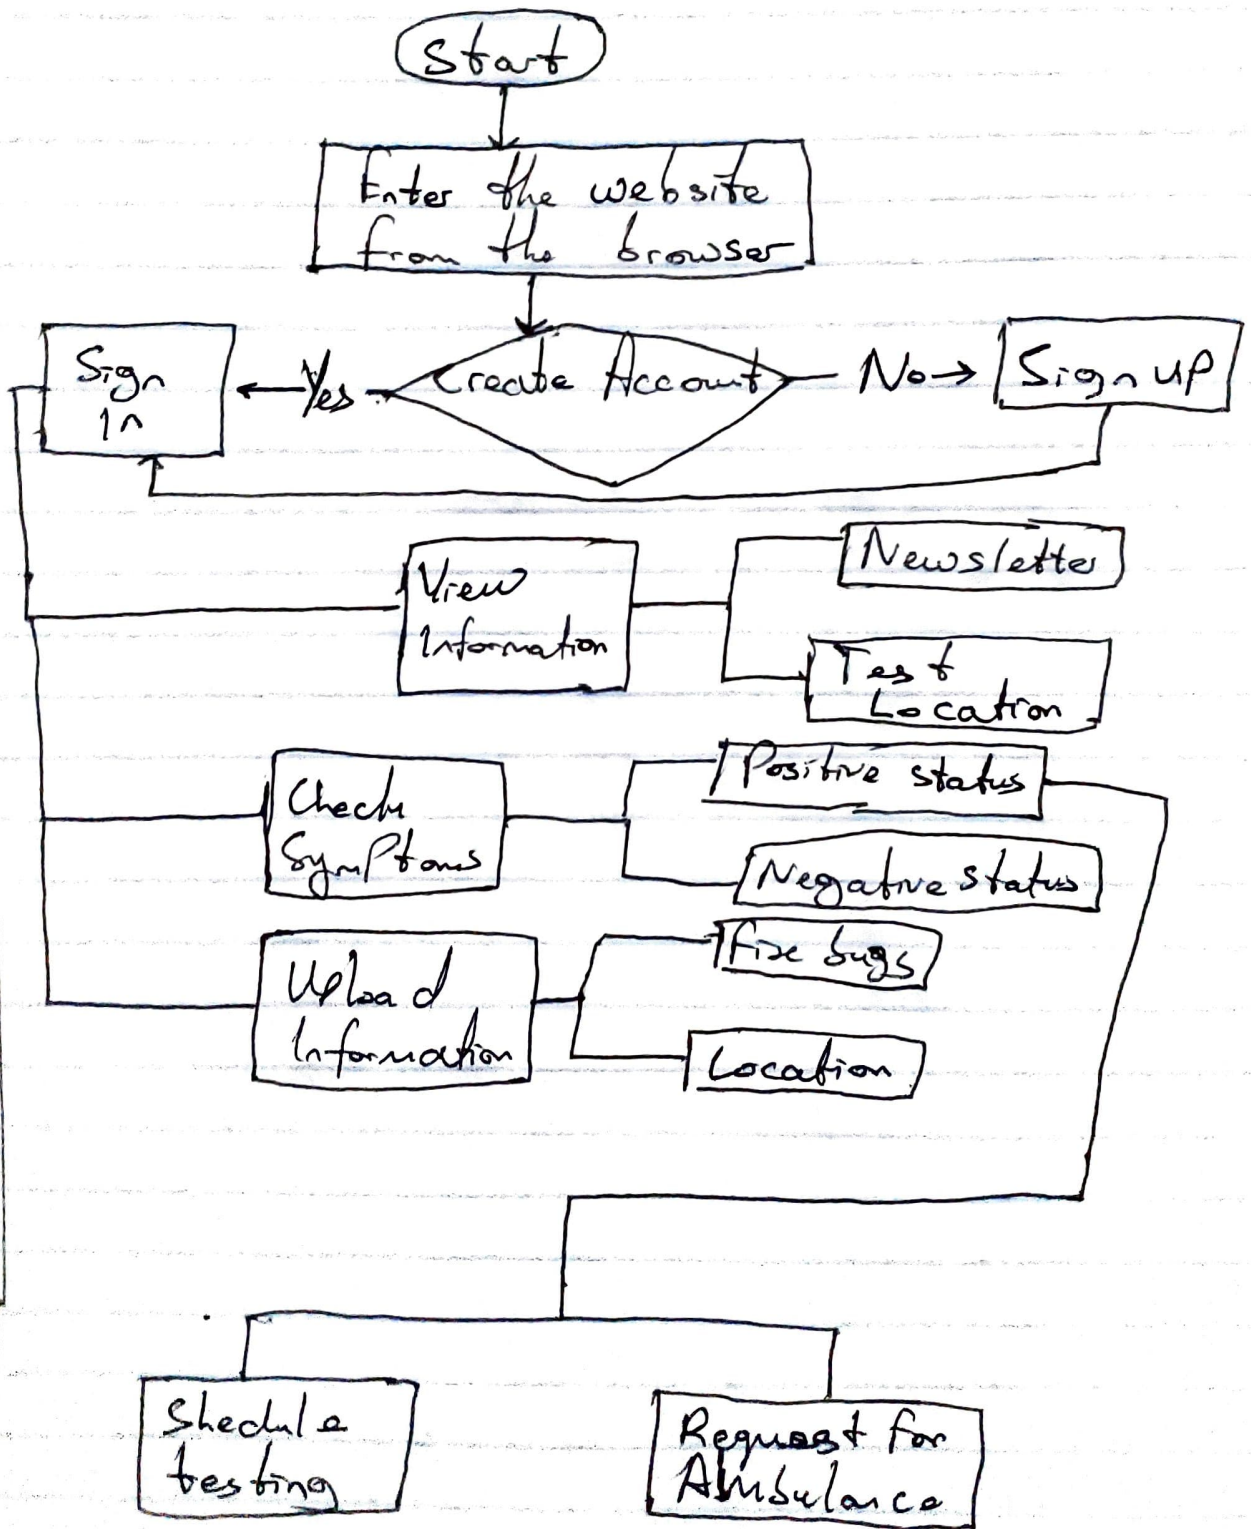 Start
Enter the website
from the browser
Sign
In
Yes
Create Account
No
Sign up
View
Information
Newsletter
Test
Location
Check
Symptoms
Positive status
Negative status
Upload
Information
Fix bugs
Location
Shedule
testing
Request for
Ambulance